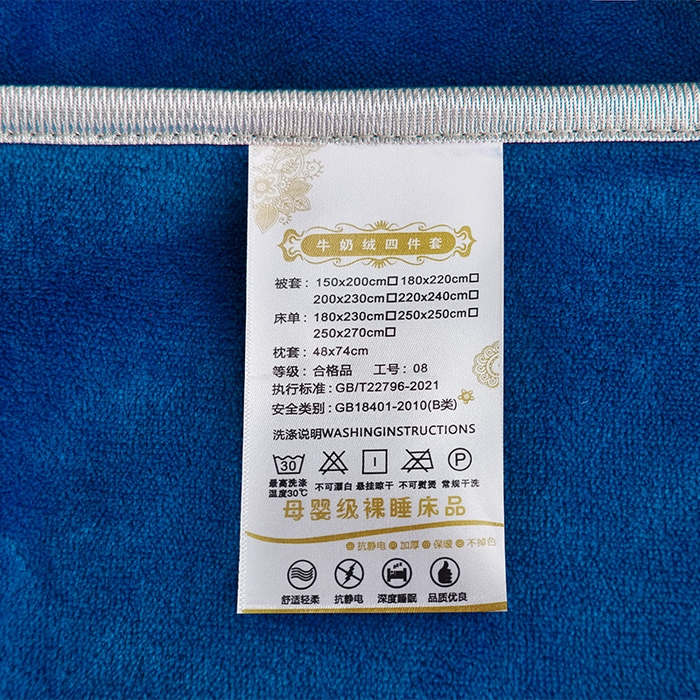 牛奶绒四件套
被套：150x200cm□ 180x220cm□
200x230cm□ 220x240cm□
床单：180x230cm□ 250x250cm□
250x270cm□
枕套：48x74cm
等级：合格品 工号：08
执行标准：GB/T22796-2021
安全类别：GB18401-2010(B类)
洗涤说明WASHINGINSTRUCTIONS
30 P
最高洗涤 不可漂白 悬挂晾干 不可熨烫 常规干洗
温度30℃
母婴级裸睡床品
抗静电 加厚 保暖 不掉色
舒适轻柔 抗静电 深度睡眠 品质优良